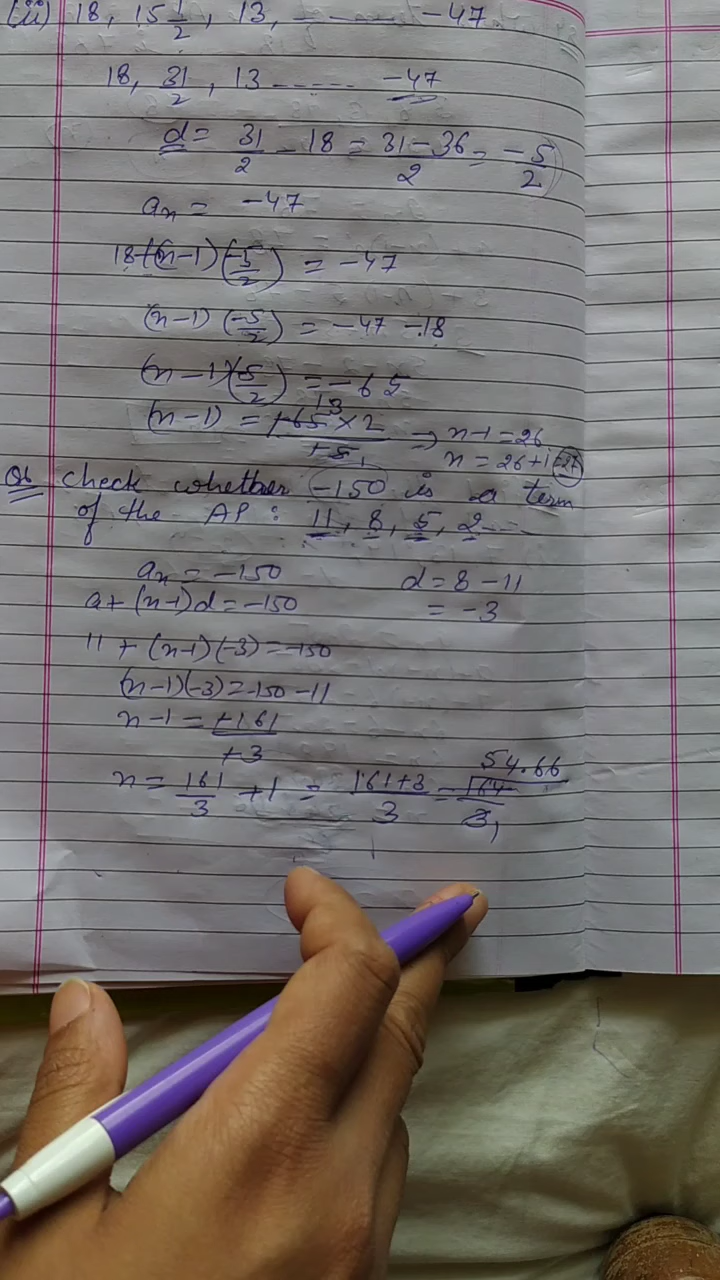 (ii) 18, 15 1/2, 13, ------- -47
18, 31/2, 13 ------ -47
d = 31/2 - 18 = 31-36/2 = -5/2
an = -47
18+(n-1)(-5/2) = -47
(n-1)(-5/2) = -47 -18
(n-1)(-5/2) = -65
(n-1) = +65 13 × 2/+5 1 ⇒ n-1 = 26
n = 26+1 = 27
Q6 Check whether -150 is a term
of the AP: 11, 8, 5, 2 ----
an = -150 d = 8 - 11
a + (n-1)d = -150 = -3
11 + (n-1)(-3) = -150
(n-1)(-3) = -150 - 11
n-1 = +161/+3
n = 161/3 + 1 = 161+3/3 = 164/3 54.66